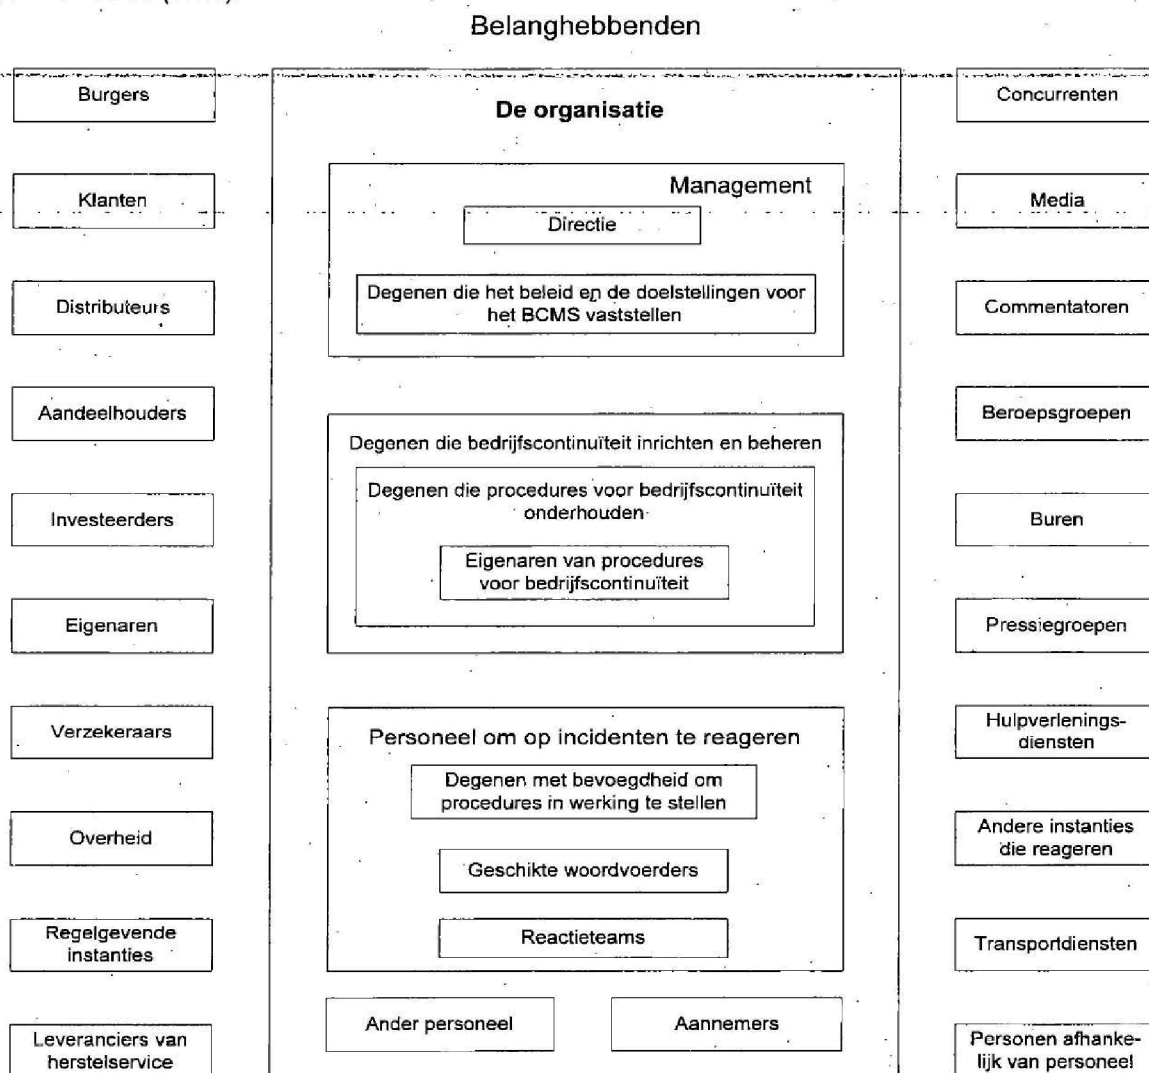 Belanghebbenden
Burgers
Klanten
Distributeurs
Aandeelhouders
Investeerders
Eigenaren
Verzekeraars
Overheid
Regelgevende
instanties
Leveranciers van
herstelservice
De organisatie
Management
Directie
Degenen die het beleid en de doelstellingen voor
het BCMS vaststellen
Degenen die bedrijfscontinuïteit inrichten en beheren
Degenen die procedures voor bedrijfscontinuïteit
onderhouden
Eigenaren van procedures
voor bedrijfscontinuïteit
Personeel om op incidenten te reageren
Degenen met bevoegdheid om
procedures in werking te stellen
Geschikte woordvoerders
Reactieteams
Ander personeel
Aannemers
Concurrenten
Media
Commentatoren
Beroepsgroepen
Buren
Pressiegroepen
Hulpverlenings-
diensten
Andere instanties
die reageren
Transportdiensten
Personen afhanke-
lijk van personeel